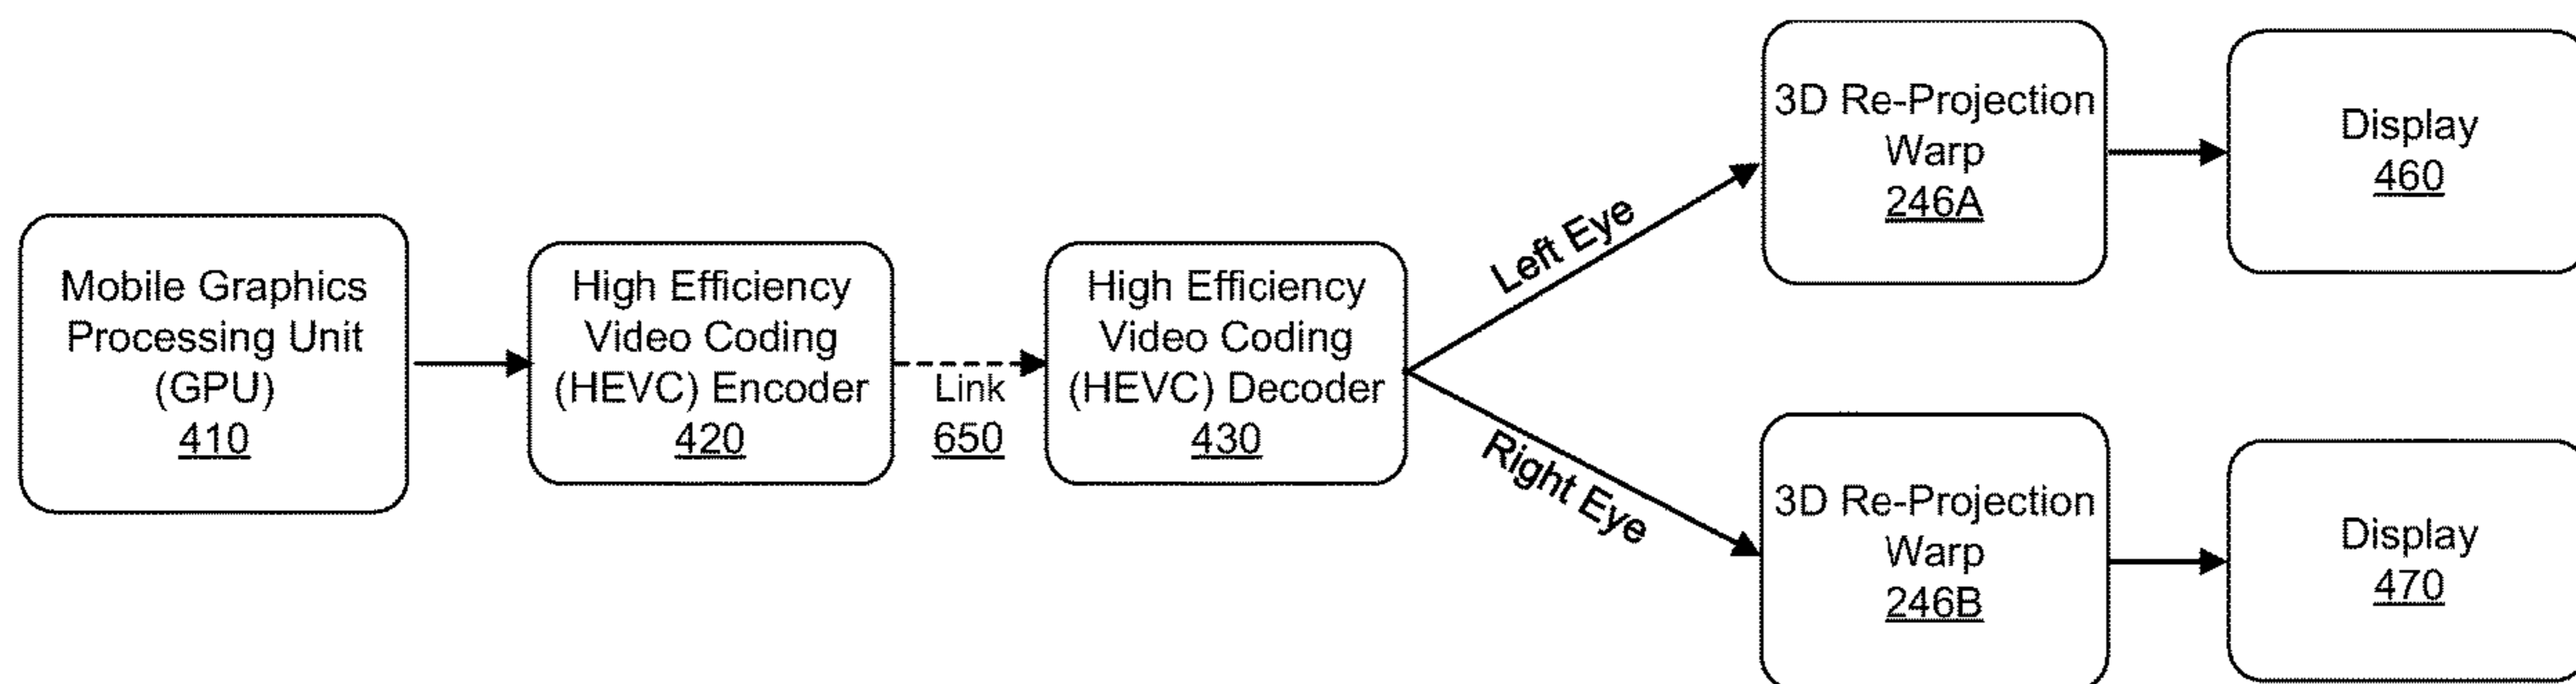 Mobile Graphics
Processing Unit
(GPU)
410
High Efficiency
Video Coding
(HEVC) Encoder
420
Link
650
High Efficiency
Video Coding
(HEVC) Decoder
430
Left Eye
3D Re-Projection
Warp
246A
Display
460
Right Eye
3D Re-Projection
Warp
246B
Display
470